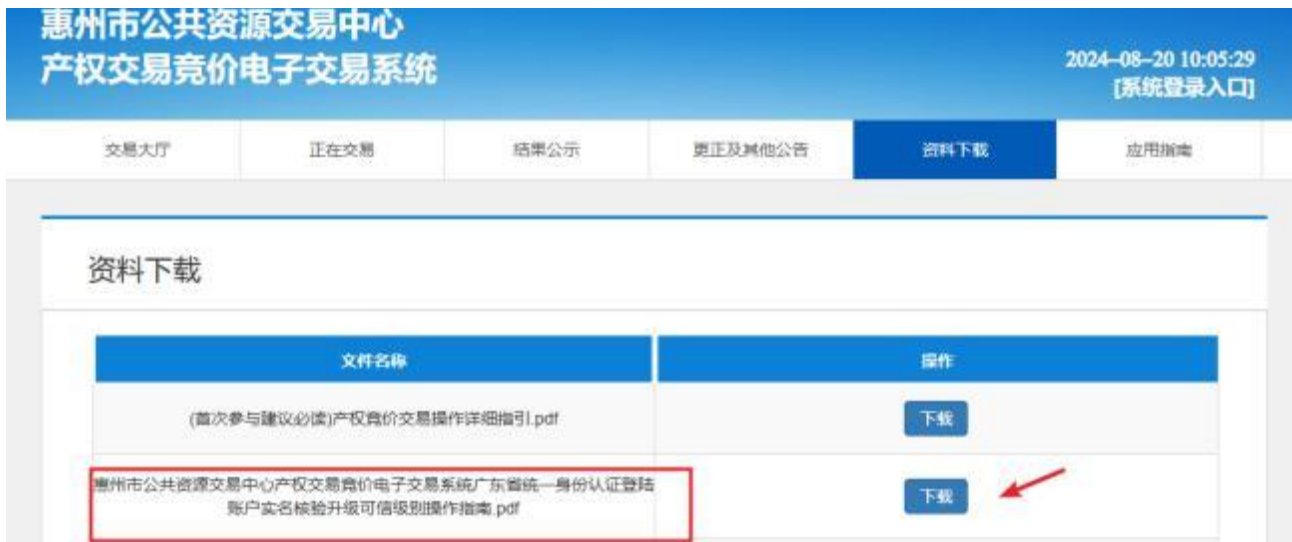 惠州市公共资源交易中心
产权交易竞价电子交易系统
2024-08-20 10:05:29
[系统登录入口]
交易大厅 正在交易 结果公示 更正及其他公告 资料下载 应用指南
资料下载
文件名称 操作
(首次参与建议必读)产权竞价交易操作详细指引.pdf 下载
惠州市公共资源交易中心产权交易竞价电子交易系统广东省统一身份认证登陆 下载
账户实名核验升级可信级别操作指南.pdf